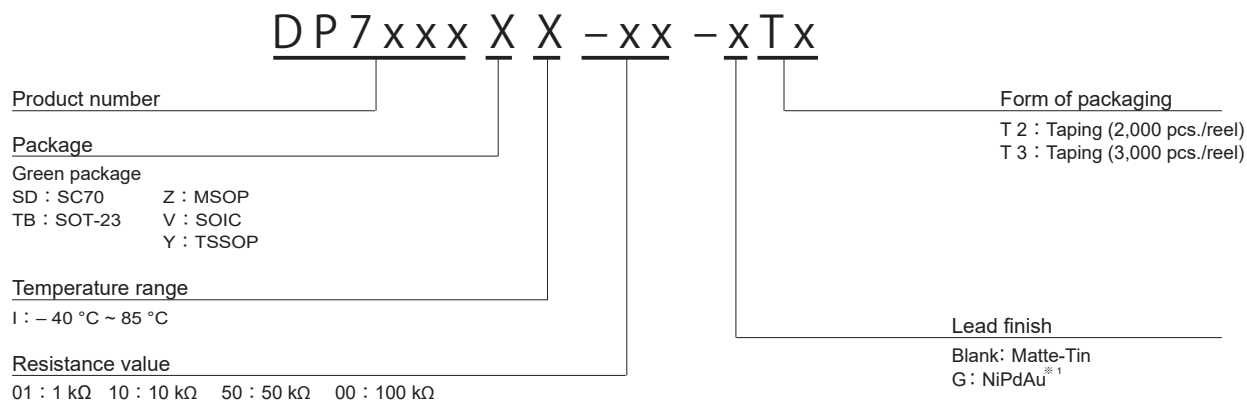 DP7xxx X X –xx –xTx
Product number
Package
Green package
SD：SC70 Z：MSOP
TB：SOT-23 V：SOIC
Y：TSSOP
Temperature range
I：– 40 °C ~ 85 °C
Resistance value
01：1 kΩ 10：10 kΩ 50：50 kΩ 00：100 kΩ
Form of packaging
T 2：Taping (2,000 pcs./reel)
T 3：Taping (3,000 pcs./reel)
Lead finish
Blank：Matte-Tin
G：NiPdAu※1